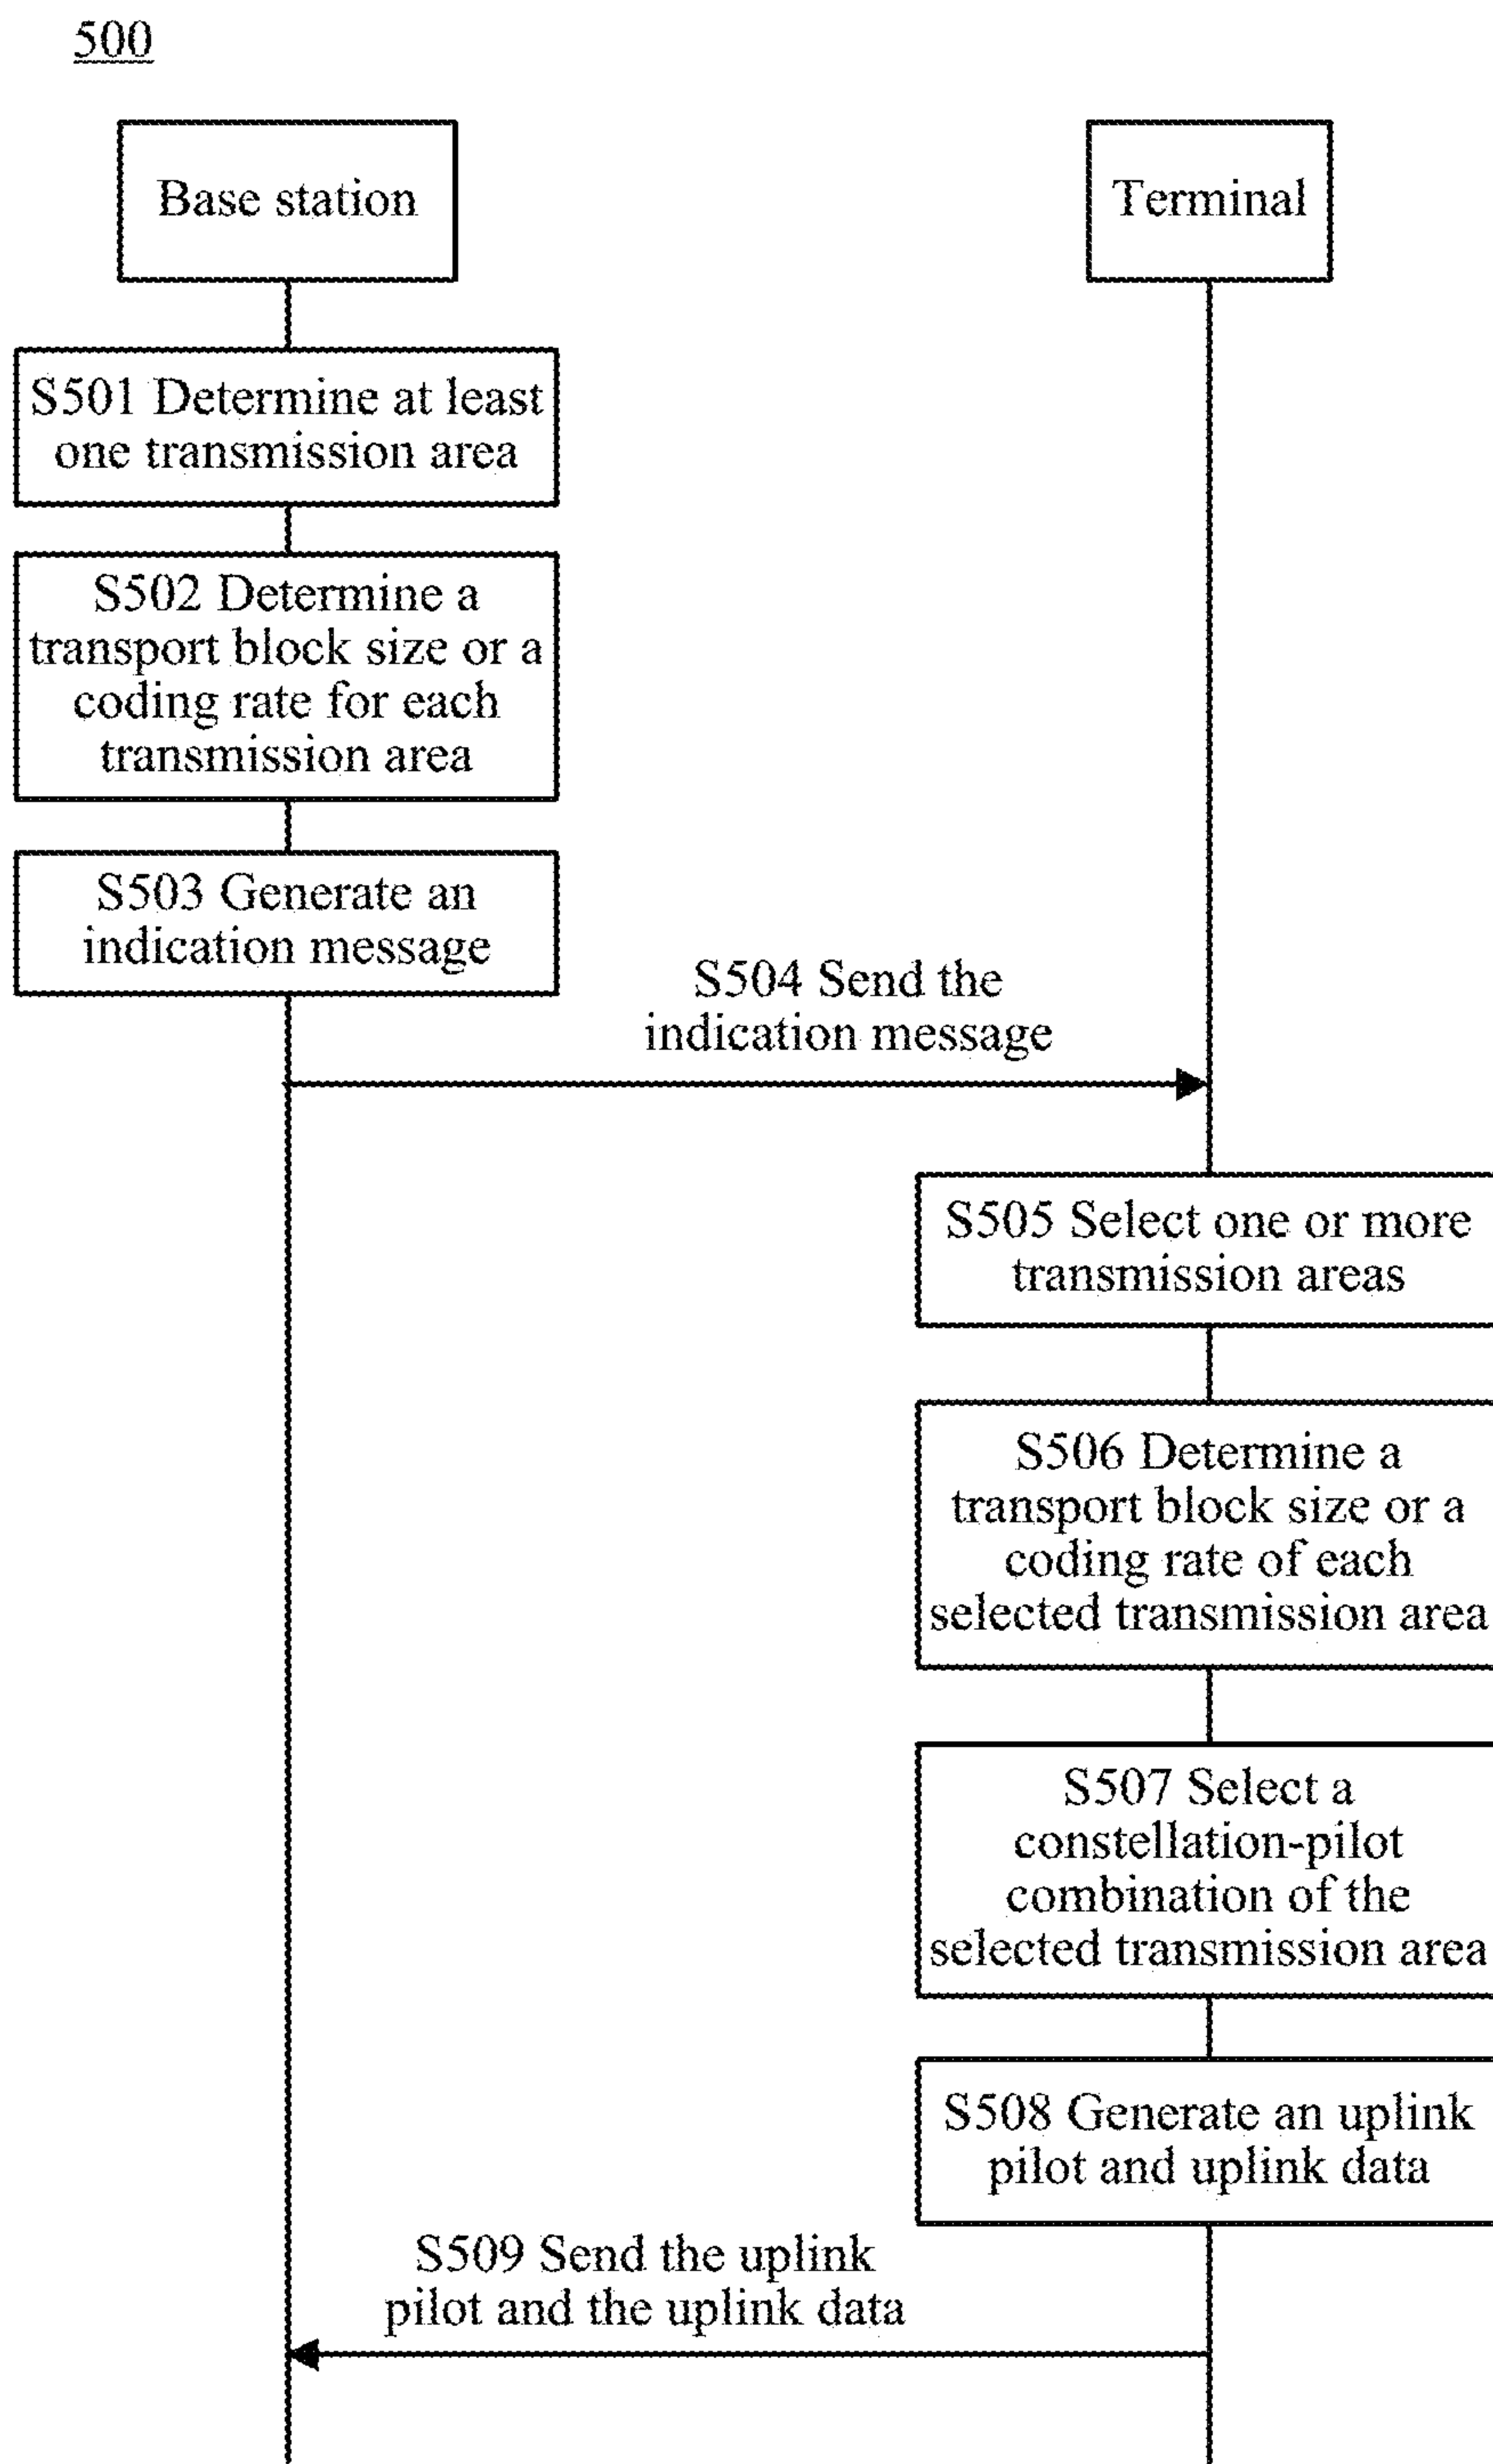 500
Base station
Terminal
S501 Determine at least
one transmission area
S502 Determine a
transport block size or a
coding rate for each
transmission area
S503 Generate an
indication message
S504 Send the
indication message
S505 Select one or more
transmission areas
S506 Determine a
transport block size or a
coding rate of each
selected transmission area
S507 Select a
constellation-pilot
combination of the
selected transmission area
S508 Generate an uplink
pilot and uplink data
S509 Send the uplink
pilot and the uplink data